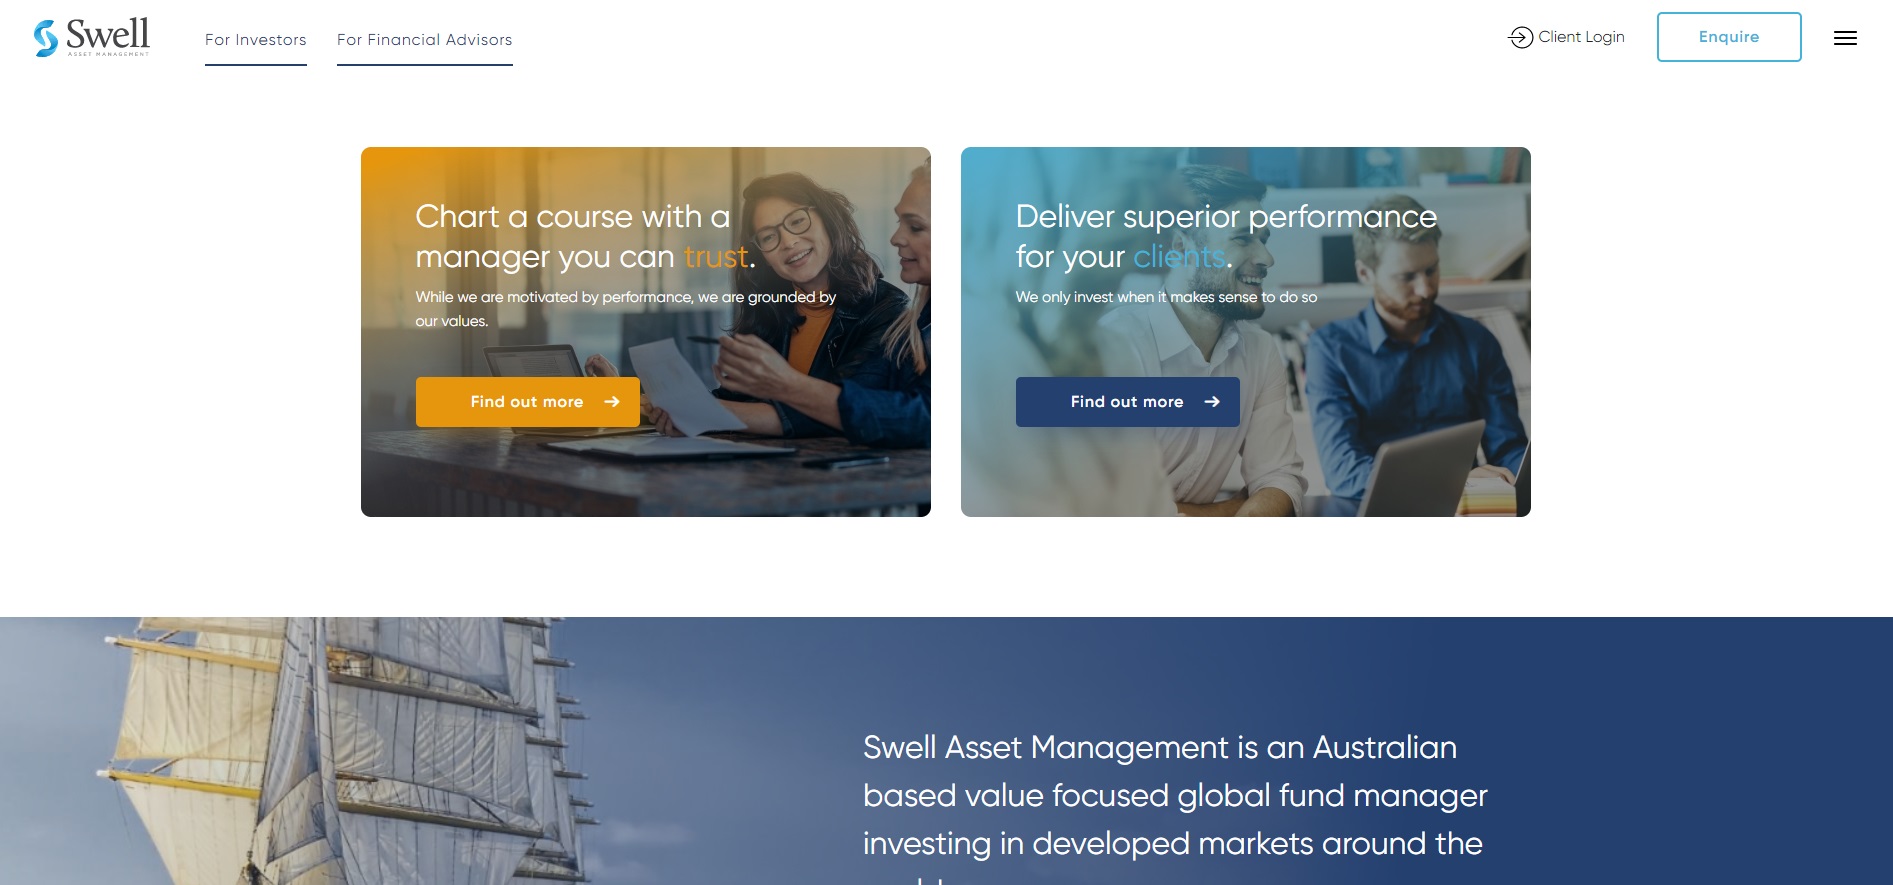 Swell
ASSET MANAGEMENT
For Investors
For Financial Advisors
Client Login
Enquire
Chart a course with a
manager you can trust.
While we are motivated by performance, we are grounded by
our values.
Find out more
Deliver superior performance
for your clients.
We only invest when it makes sense to do so
Find out more
Swell Asset Management is an Australian
based value focused global fund manager
investing in developed markets around the